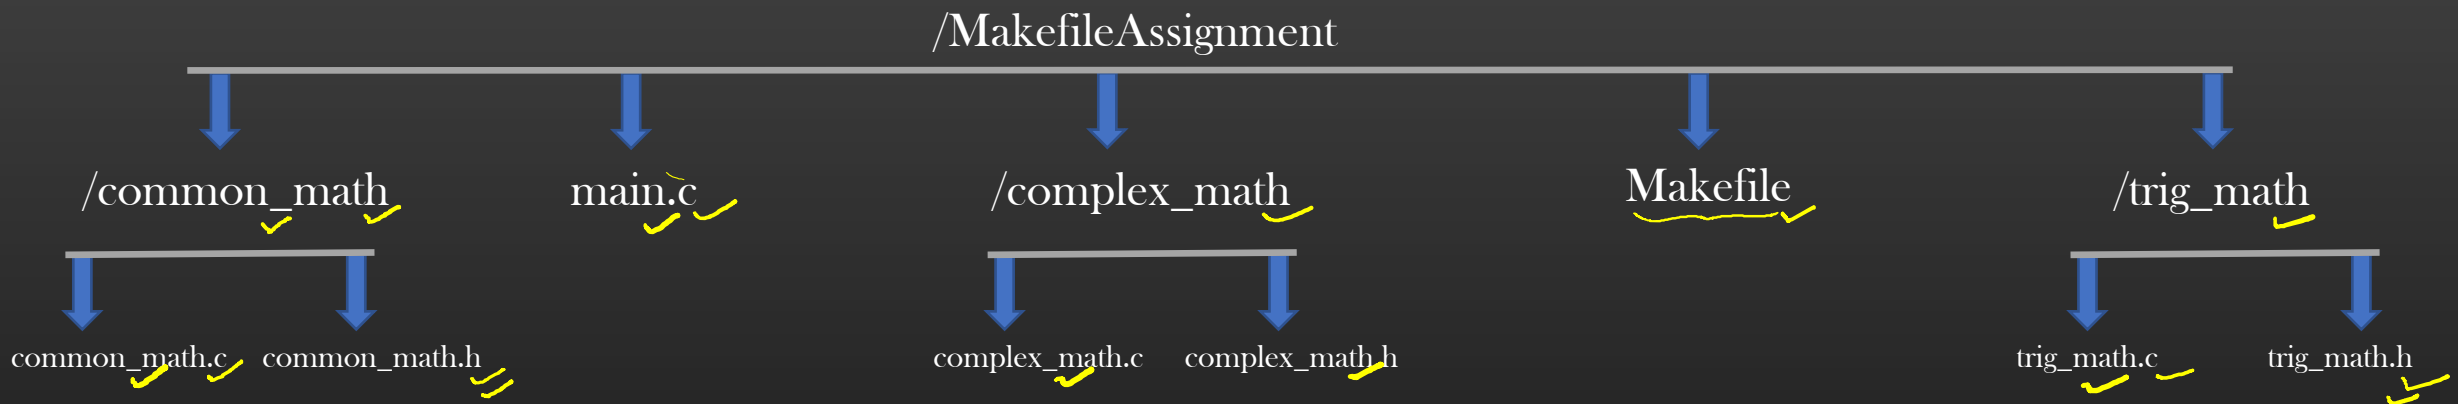 /MakefileAssignment
/common_math main.c /complex_math Makefile /trig_math
common_math.c common_math.h complex_math.c complex_math.h trig_math.c trig_math.h